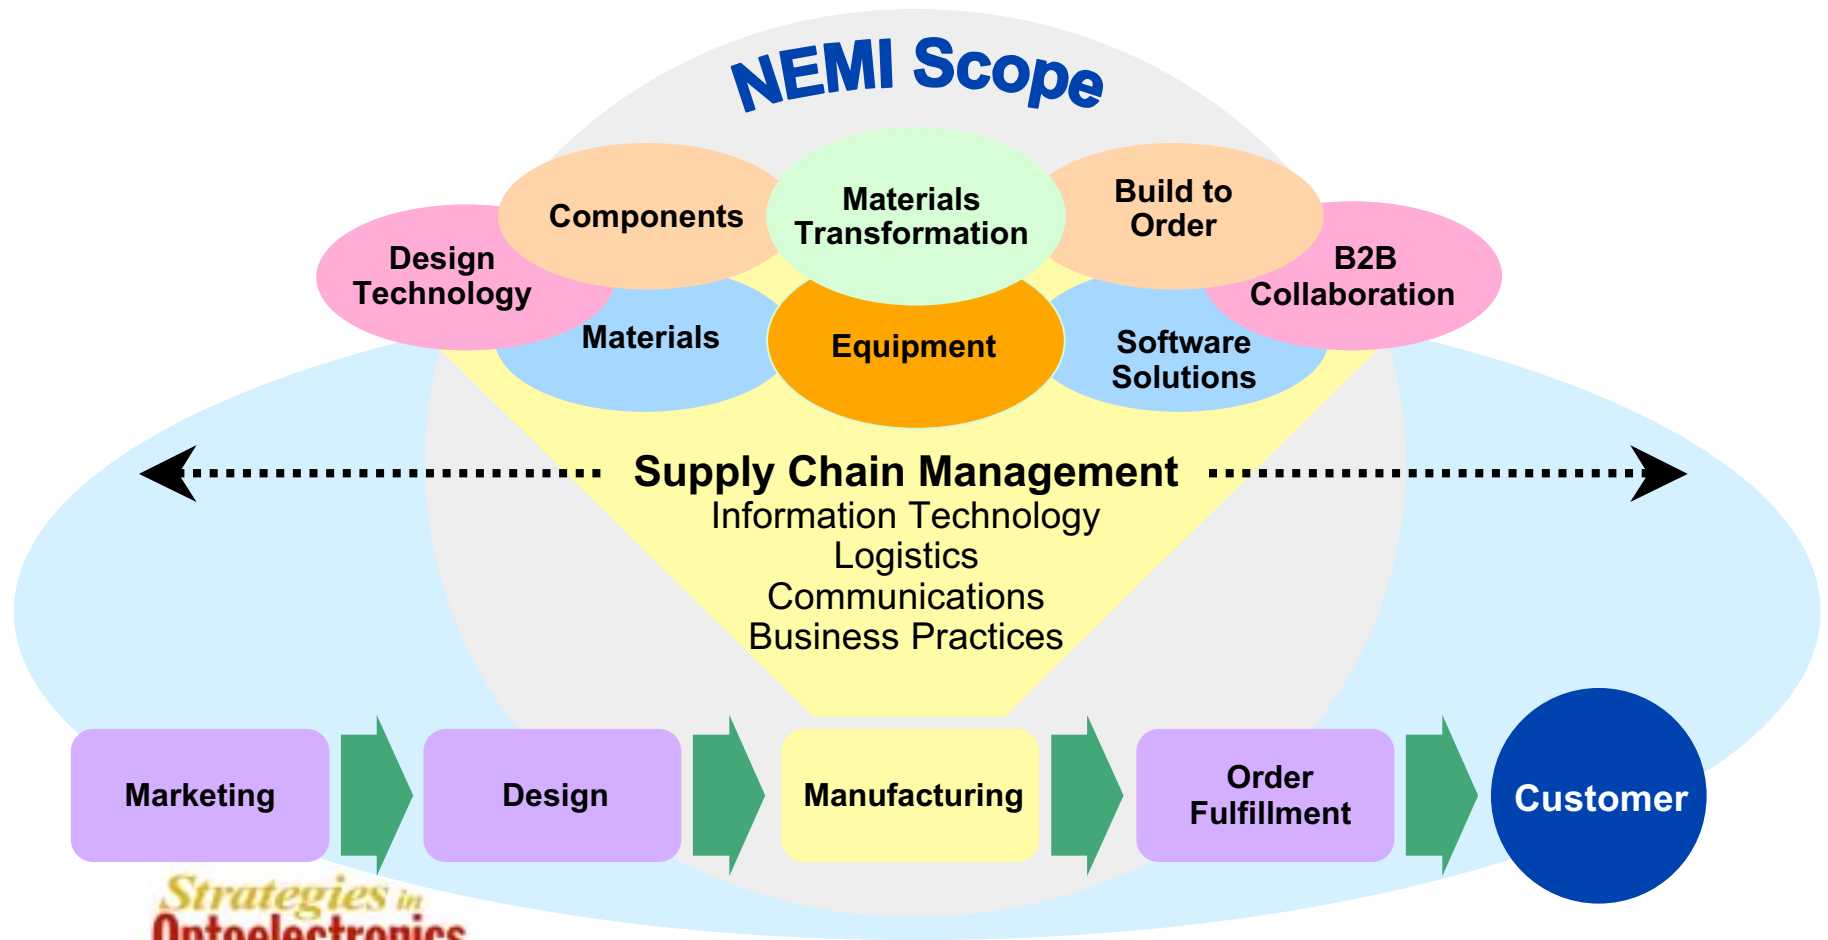 NEMI Scope
Components
Materials
Transformation
Build to
Order
Design
Technology
B2B
Collaboration
Materials
Equipment
Software
Solutions
Supply Chain Management
Information Technology
Logistics
Communications
Business Practices
Marketing
Design
Manufacturing
Order
Fulfillment
Customer
Strategies in
Optoelectronics